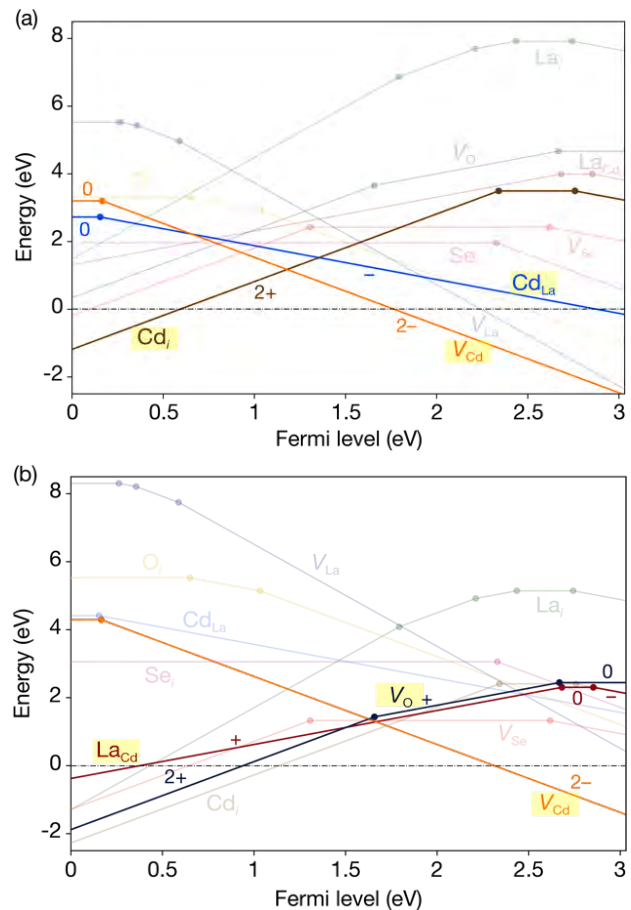 (a)
8
6
4
2
0
-2
Energy (eV)
La_i
V_O
La_Cd
V_Se
Se
0
0
2+
−
Cd_La
Cd_i
2−
V_La
V_Cd
0 0.5 1 1.5 2 2.5 3
Fermi level (eV)
(b)
8
6
4
2
0
-2
Energy (eV)
V_La
O_i
Cd_La
La_i
Se_i
V_O
+
0
0
−
La_Cd
+
V_Se
2+
Cd_i
2−
V_Cd
0 0.5 1 1.5 2 2.5 3
Fermi level (eV)